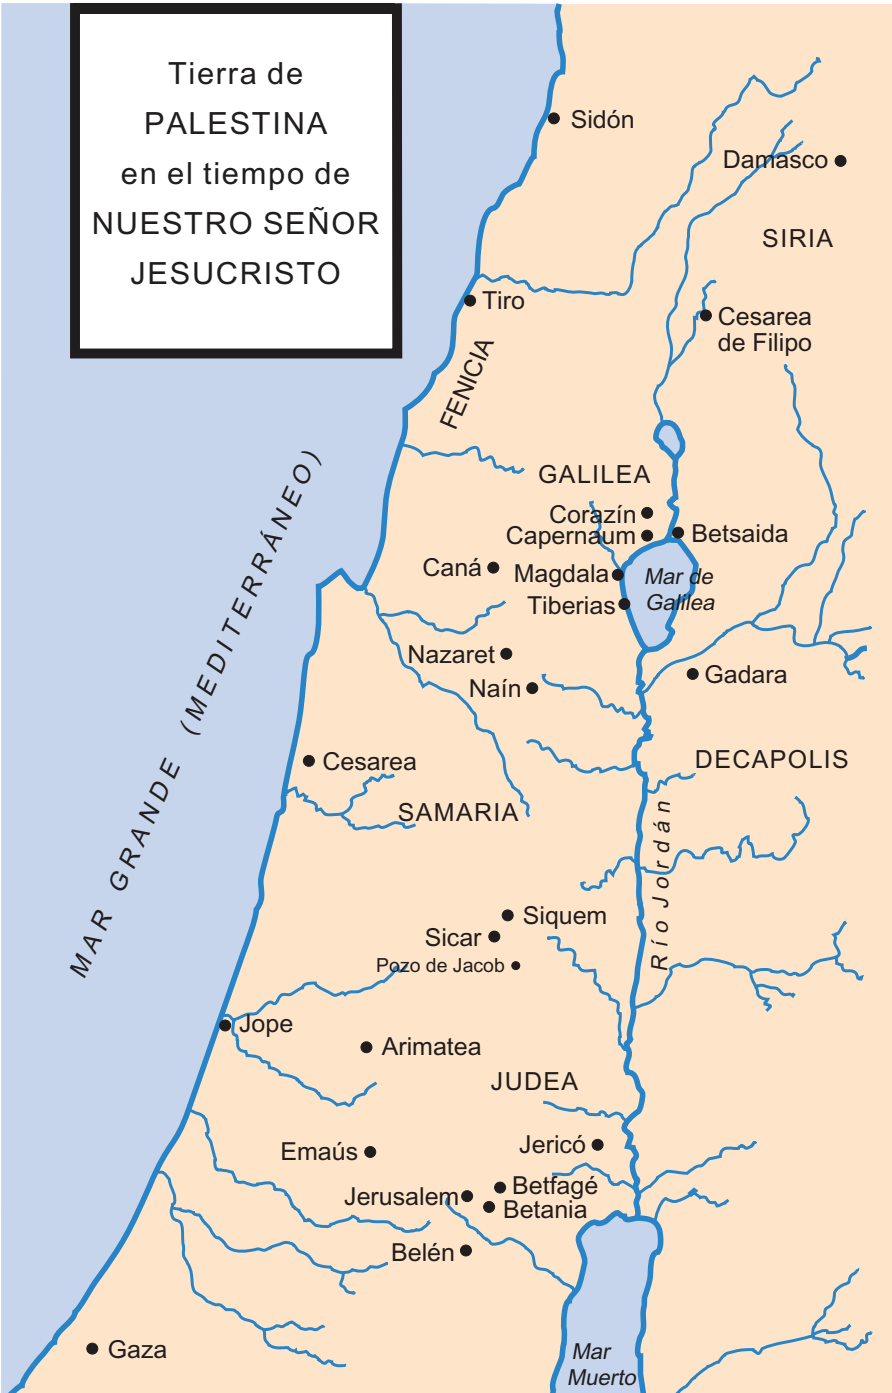 Tierra de
PALESTINA
en el tiempo de
NUESTRO SEÑOR
JESUCRISTO
Sidón
Damasco
SIRIA
Tiro
Cesarea
de Filipo
FENICIA
GALILEA
MAR GRANDE (MEDITERRÁNEO)
Corazín
Capernaum
Betsaida
Caná
Magdala
Mar de
Galilea
Tiberias
Nazaret
Gadara
Naín
Cesarea
DECAPOLIS
SAMARIA
Río Jordán
Siquem
Sicar
Pozo de Jacob
Jope
Arimatea
JUDEA
Jericó
Emaús
Betfagé
Jerusalem
Betania
Belén
Gaza
Mar
Muerto